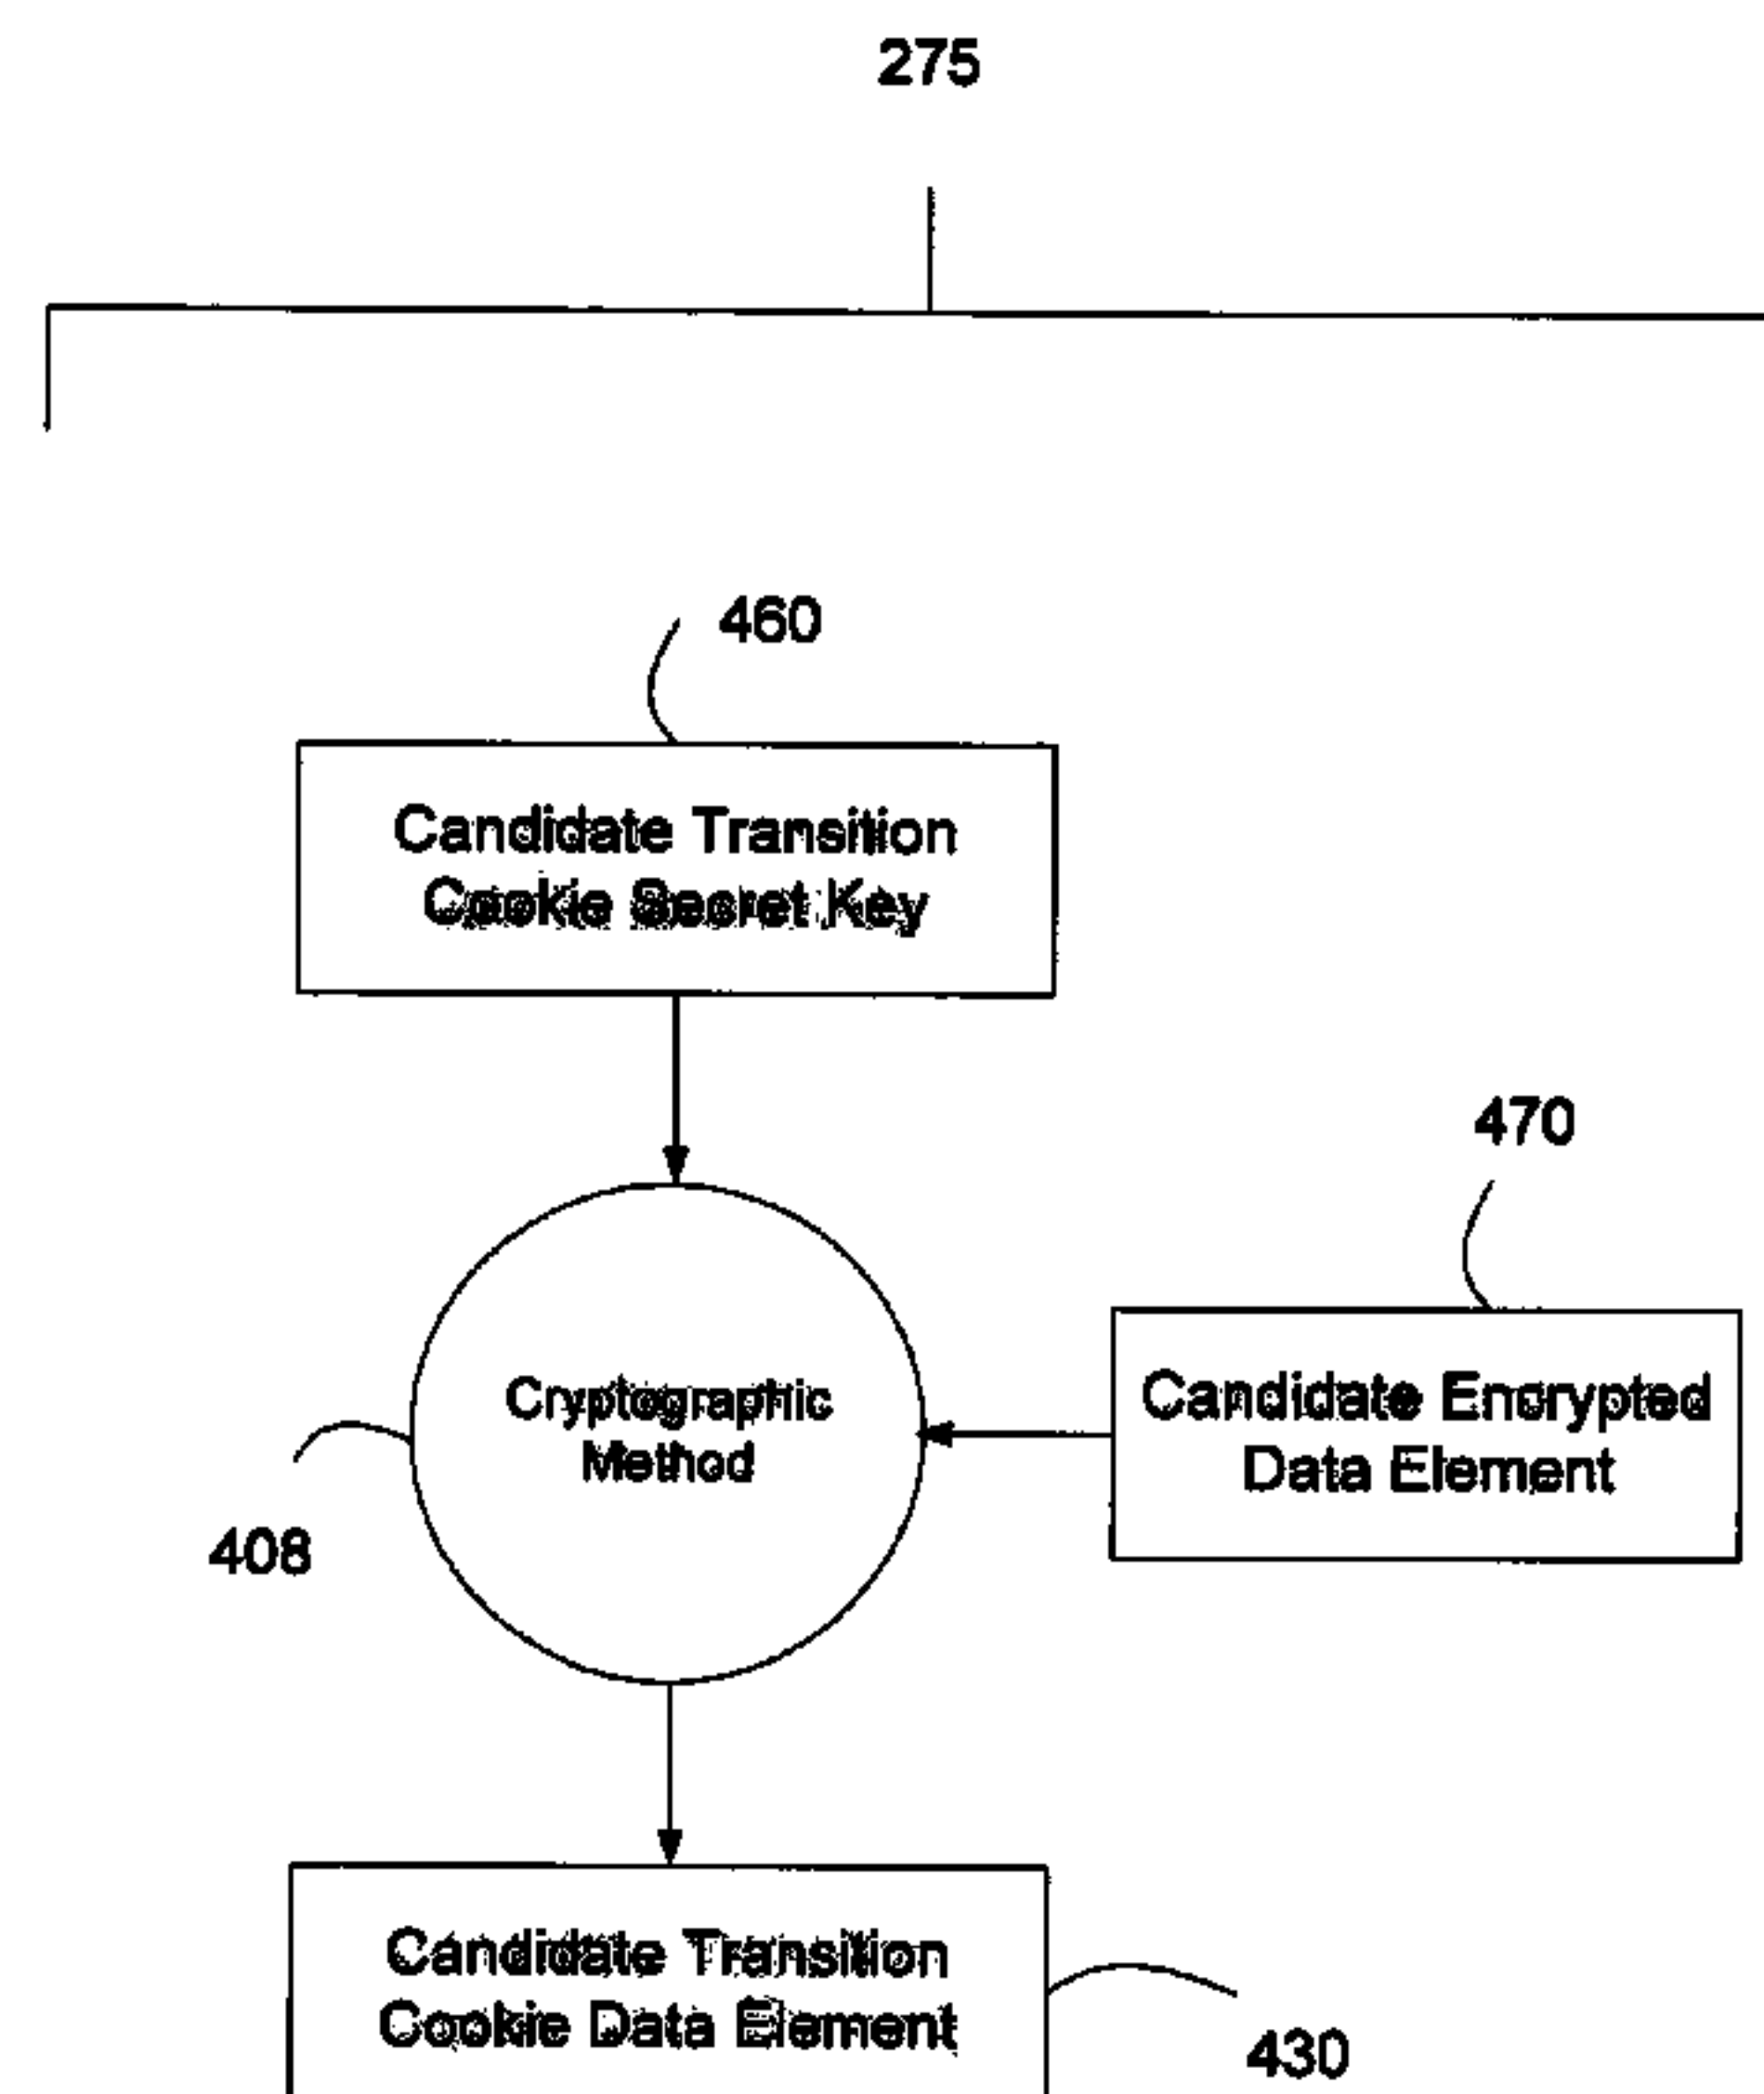 275
460
Candidate Transition
Cookie Secret Key
470
Candidate Encrypted
Data Element
Cryptographic
Method
408
Candidate Transition
Cookie Data Element
430